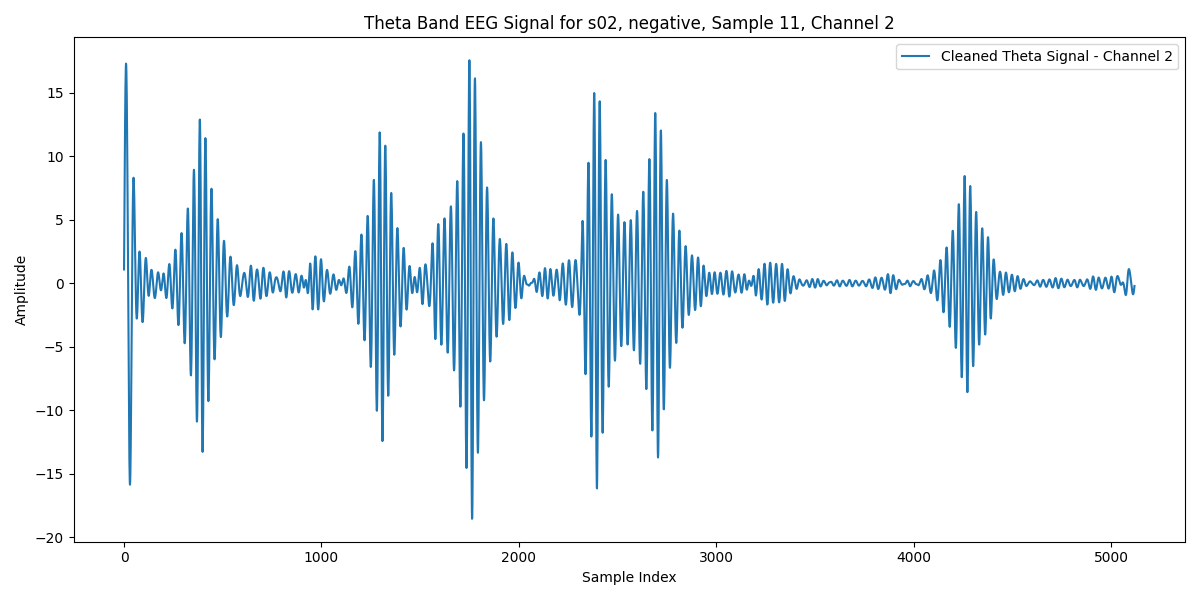 Theta Band EEG Signal for s02, negative, Sample 11, Channel 2
Cleaned Theta Signal - Channel 2
Amplitude
15
10
5
0
−5
−10
−15
−20
0 1000 2000 3000 4000 5000
Sample Index